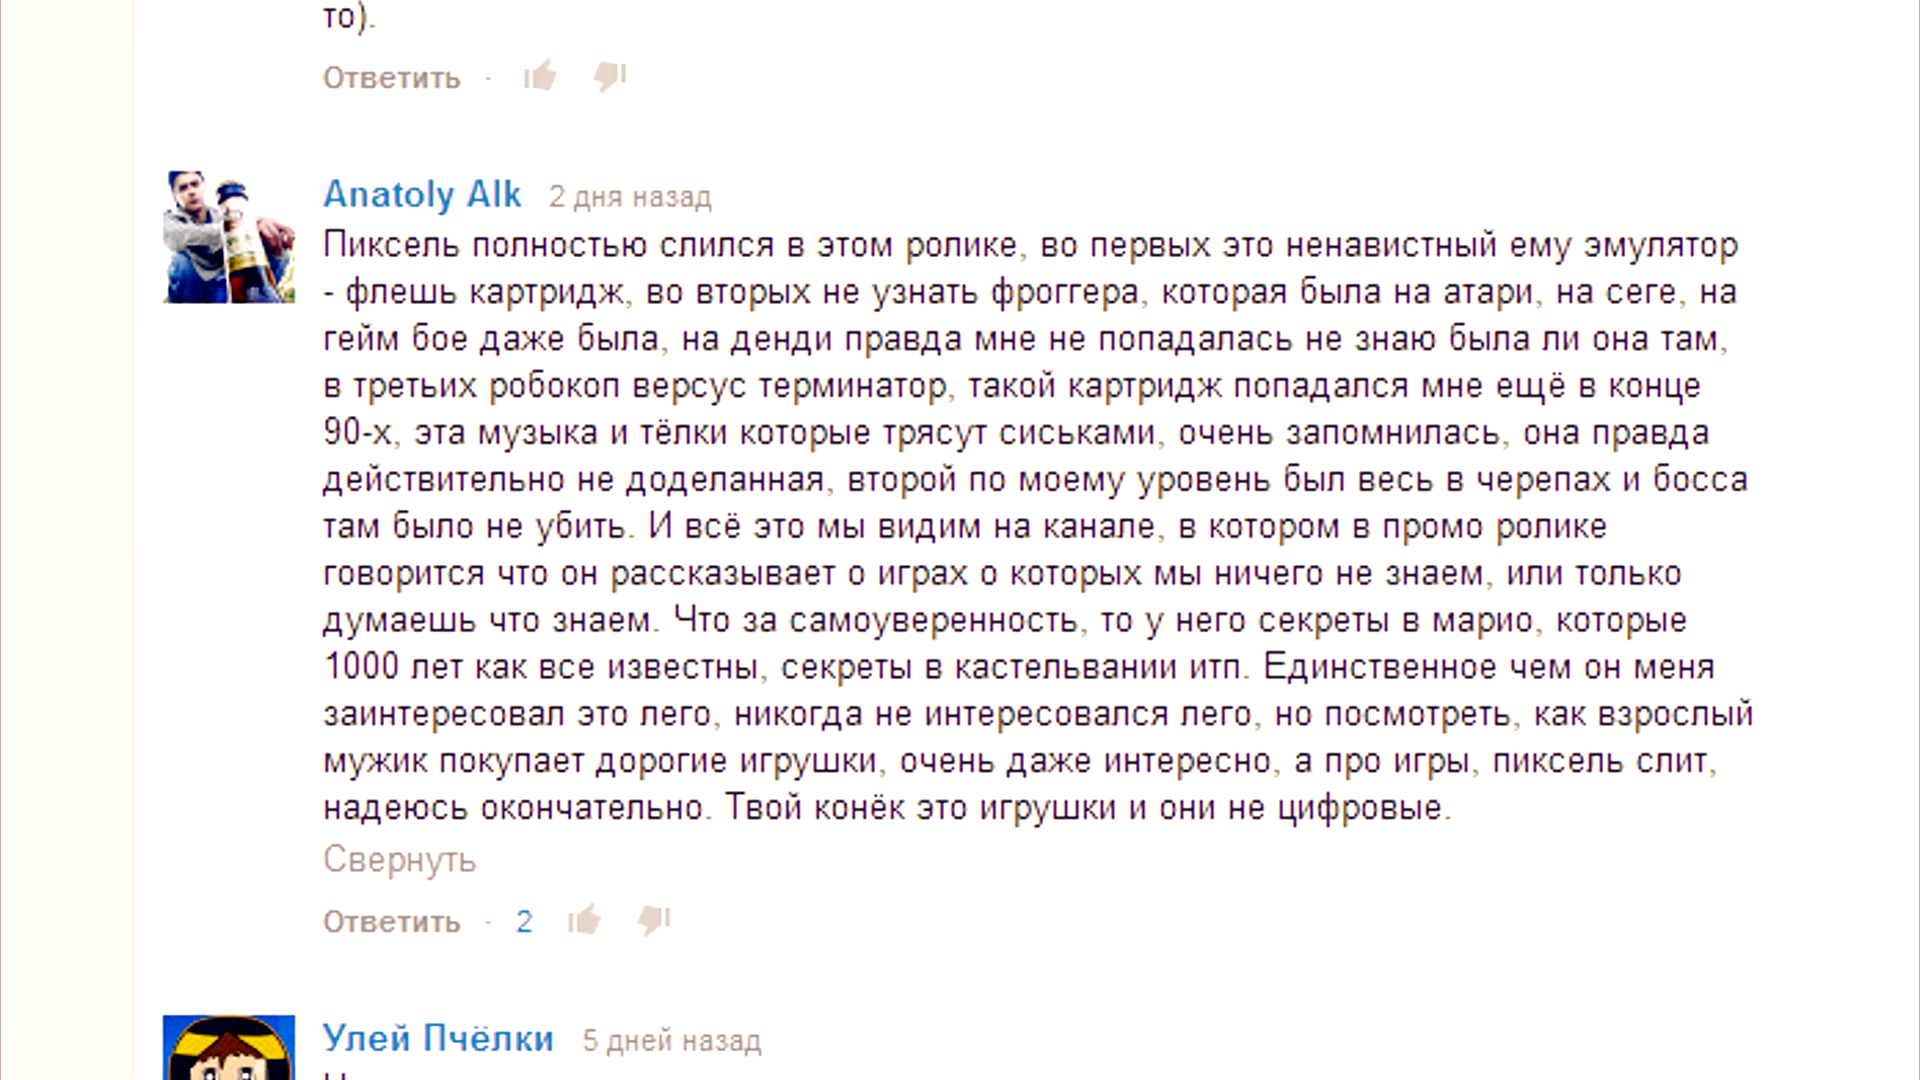 то).
Ответить ·
Anatoly Alk 2 дня назад
Пиксель полностью слился в этом ролике, во первых это ненавистный ему эмулятор
- флешь картридж, во вторых не узнать фроггера, которая была на атари, на сеге, на
гейм бое даже была, на денди правда мне не попадалась не знаю была ли она там,
в третьих робокоп версус терминатор, такой картридж попадался мне ещё в конце
90-х, эта музыка и тёлки которые трясут сиськами, очень запомнилась, она правда
действительно не доделанная, второй по моему уровень был весь в черепах и босса
там было не убить. И всё это мы видим на канале, в котором в промо ролике
говорится что он рассказывает о играх о которых мы ничего не знаем, или только
думаешь что знаем. Что за самоуверенность, то у него секреты в марио, которые
1000 лет как все известны, секреты в кастельвании итп. Единственное чем он меня
заинтересовал это лего, никогда не интересовался лего, но посмотреть, как взрослый
мужик покупает дорогие игрушки, очень даже интересно, а про игры, пиксель слит,
надеюсь окончательно. Твой конёк это игрушки и они не цифровые.
Свернуть
Ответить · 2
Улей Пчёлки 5 дней назад